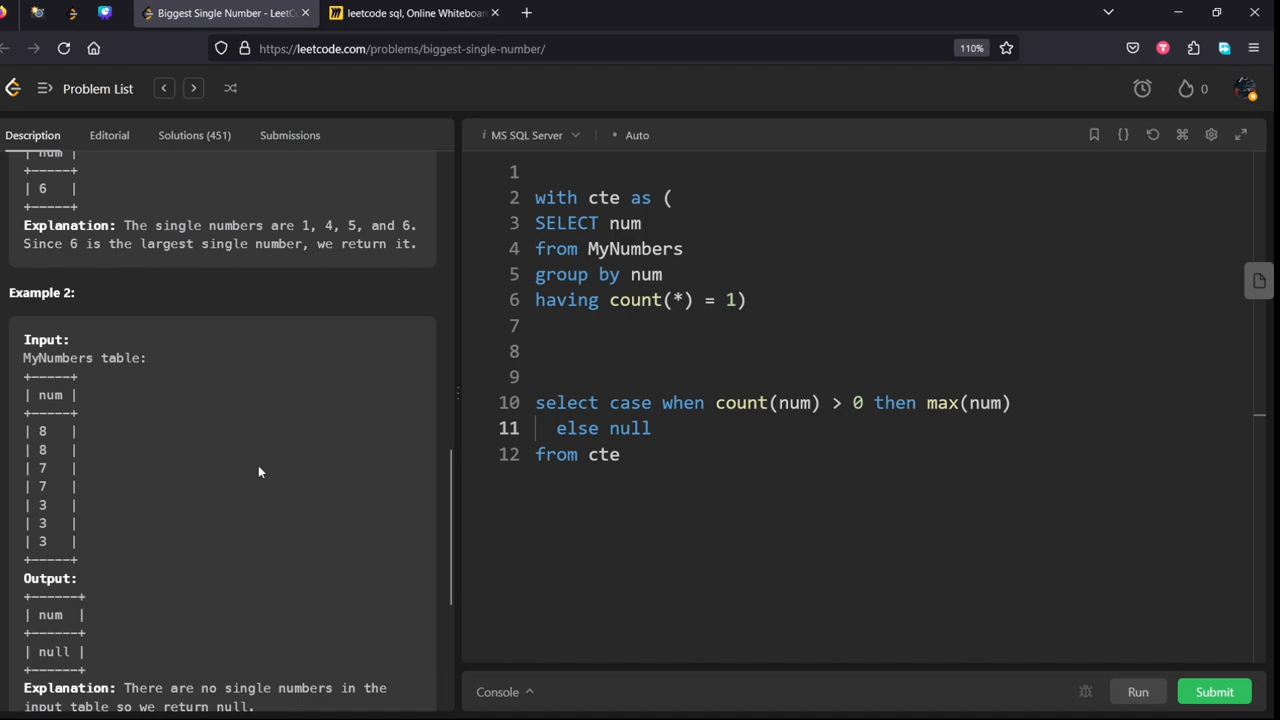 Biggest Single Number - LeetC
leetcode sql, Online Whiteboard
https://leetcode.com/problems/biggest-single-number/
110%
Problem List
0
Description
Editorial
Solutions (451)
Submissions
| num |
+-----+
| 6   |
+-----+
Explanation: The single numbers are 1, 4, 5, and 6.
Since 6 is the largest single number, we return it.
Example 2:
Input:
MyNumbers table:
+-----+
| num |
+-----+
| 8   |
| 8   |
| 7   |
| 7   |
| 3   |
| 3   |
| 3   |
+-----+
Output:
+------+
| num  |
+------+
| null |
+------+
Explanation: There are no single numbers in the
input table so we return null.
MS SQL Server
Auto
1
2 with cte as (
3 SELECT num
4 from MyNumbers
5 group by num
6 having count(*) = 1)
7
8
9
10 select case when count(num) > 0 then max(num)
11   else null
12 from cte
Console
Run
Submit